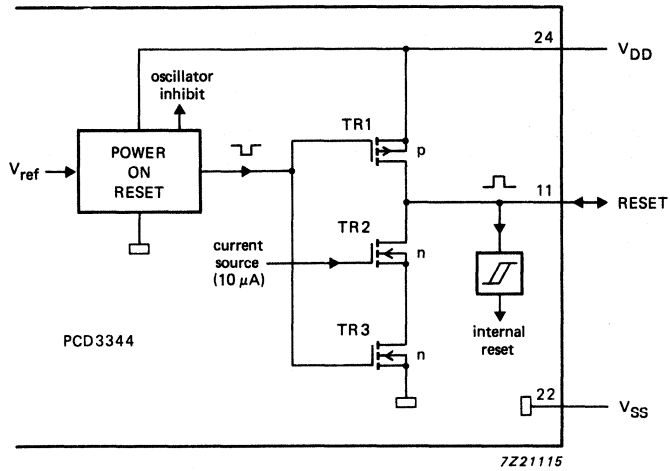 24
V_DD
oscillator
inhibit
TR1
p
POWER
ON
RESET
V_ref
11
RESET
TR2
n
current
source
(10 μA)
internal
reset
TR3
n
PCD3344
22
V_SS
7Z21115